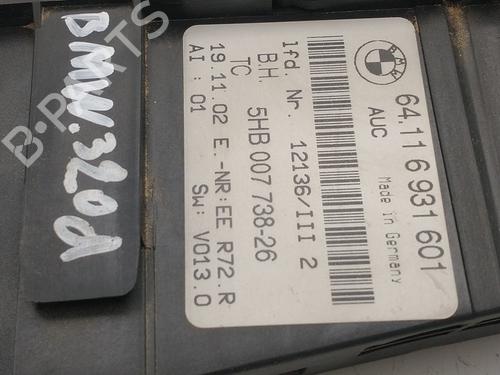 BMW.320d
B-PARTS
BMW
64.11 6 931 601
AUC Made in Germany
lfd. Nr. 12136/III 2
B.H. 5HB 007 738-26
TC
19.11.02 E.-NR:EE R72.R
AI : 01 Sw: V013.0